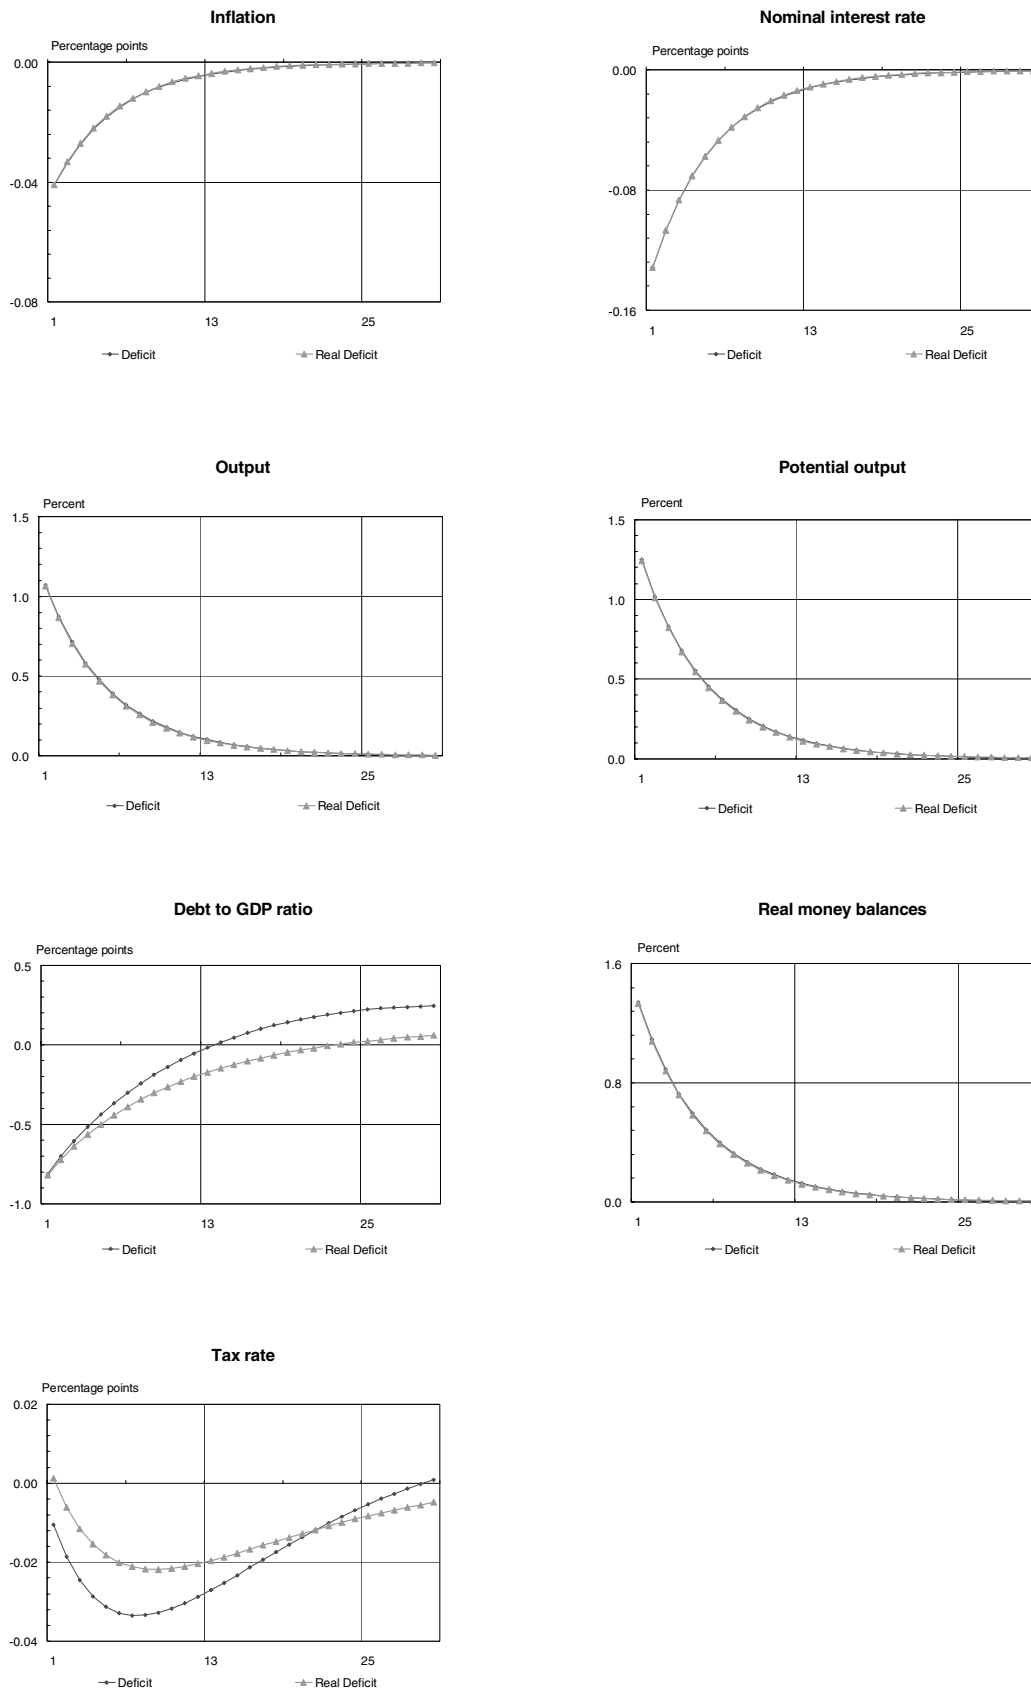 Inflation
Percentage points
0.00
-0.04
-0.08
1 13 25
Deficit Real Deficit
Nominal interest rate
Percentage points
0.00
-0.08
-0.16
1 13 25
Deficit Real Deficit
Output
Percent
1.5
1.0
0.5
0.0
1 13 25
Deficit Real Deficit
Potential output
Percent
1.5
1.0
0.5
0.0
1 13 25
Deficit Real Deficit
Debt to GDP ratio
Percentage points
0.5
0.0
-0.5
-1.0
1 13 25
Deficit Real Deficit
Real money balances
Percent
1.6
0.8
0.0
1 13 25
Deficit Real Deficit
Tax rate
Percentage points
0.02
0.00
-0.02
-0.04
1 13 25
Deficit Real Deficit